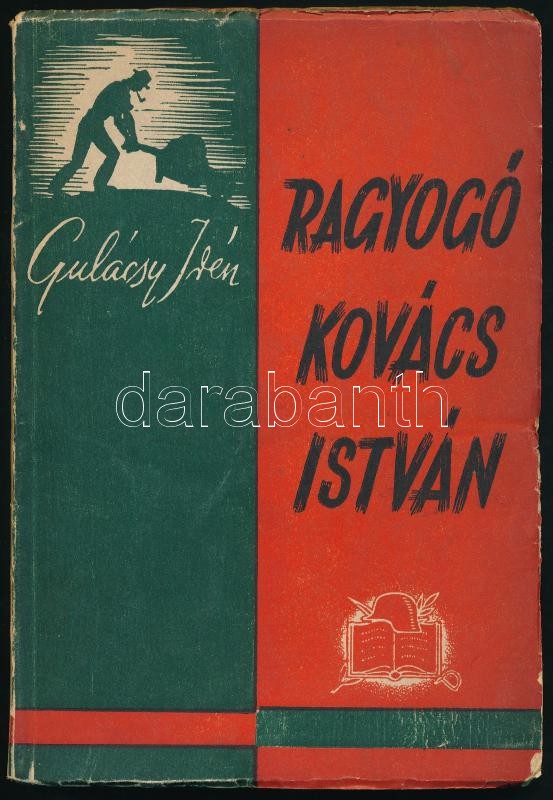 Gulácsy Irén
RAGYOGÓ
KOVÁCS
ISTVÁN
darabanth